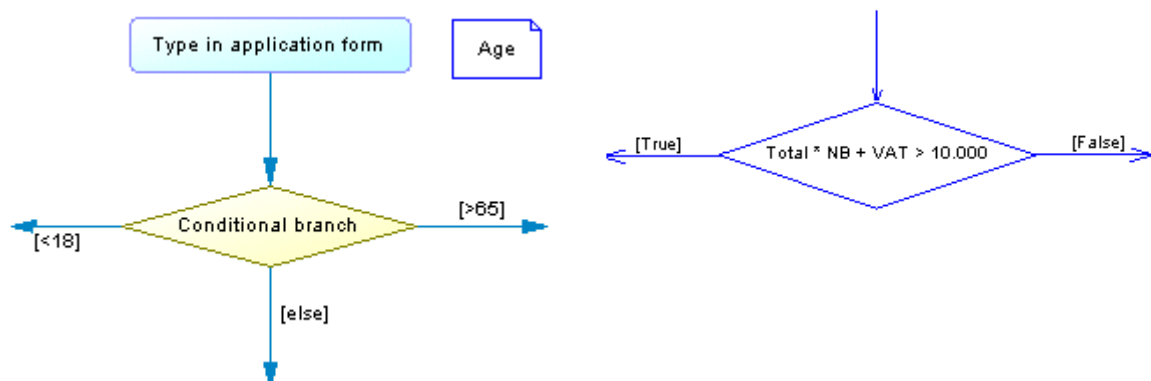 Type in application form
Age
[True]
Total * NB + VAT > 10.000
[False]
[<18]
Conditional branch
[>65]
[else]